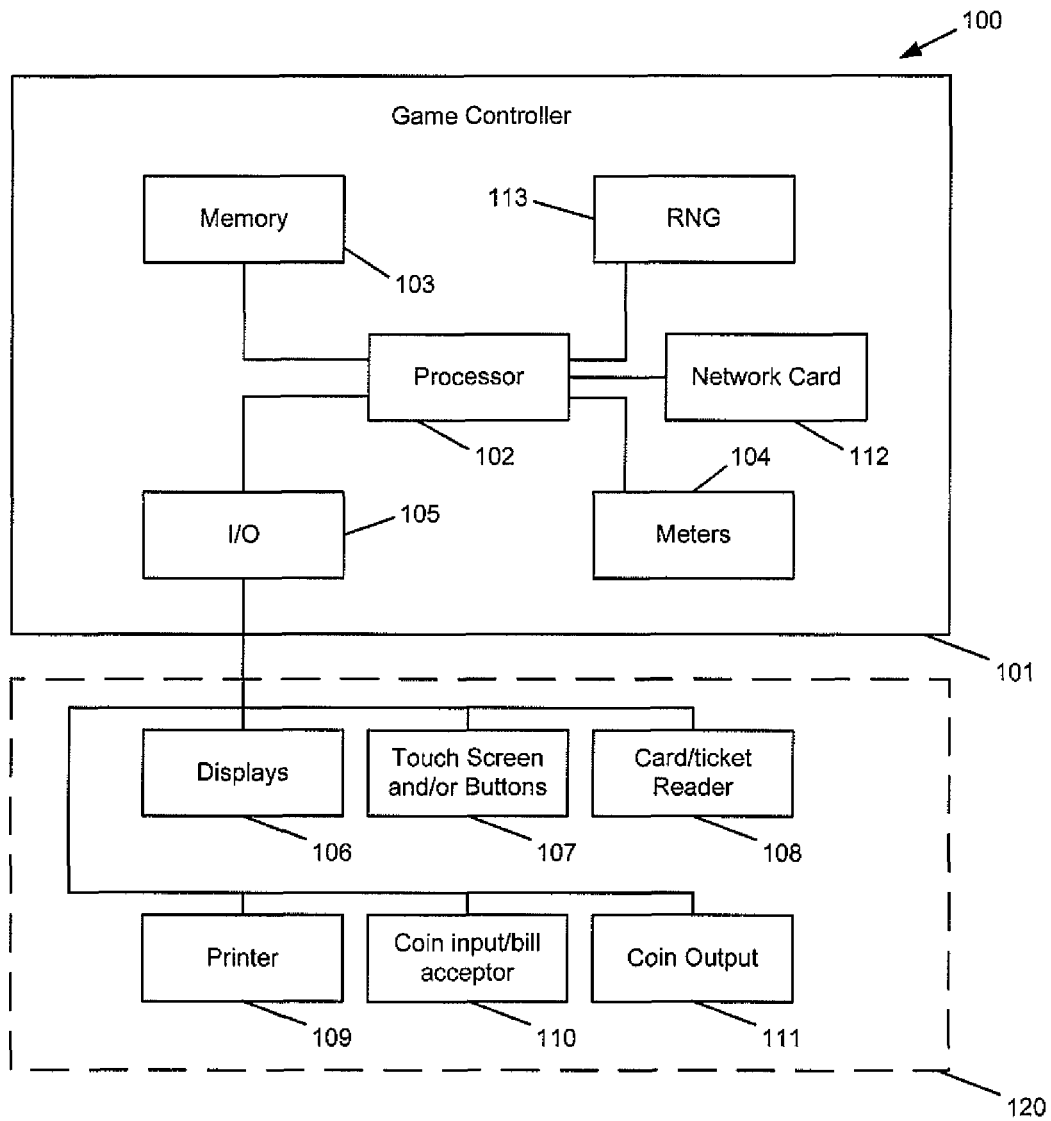 100
Game Controller
Memory
113
RNG
103
Processor
Network Card
102
104
112
I/O
105
Meters
101
Displays
Touch Screen
and/or Buttons
Card/ticket
Reader
106
107
108
Printer
Coin input/bill
acceptor
Coin Output
109
110
111
120